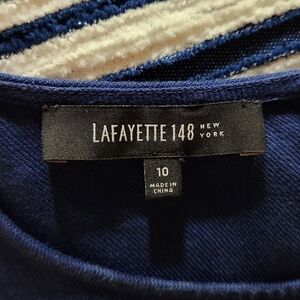 LAFAYETTE 148 NEW YORK
10
MADE IN
CHINA